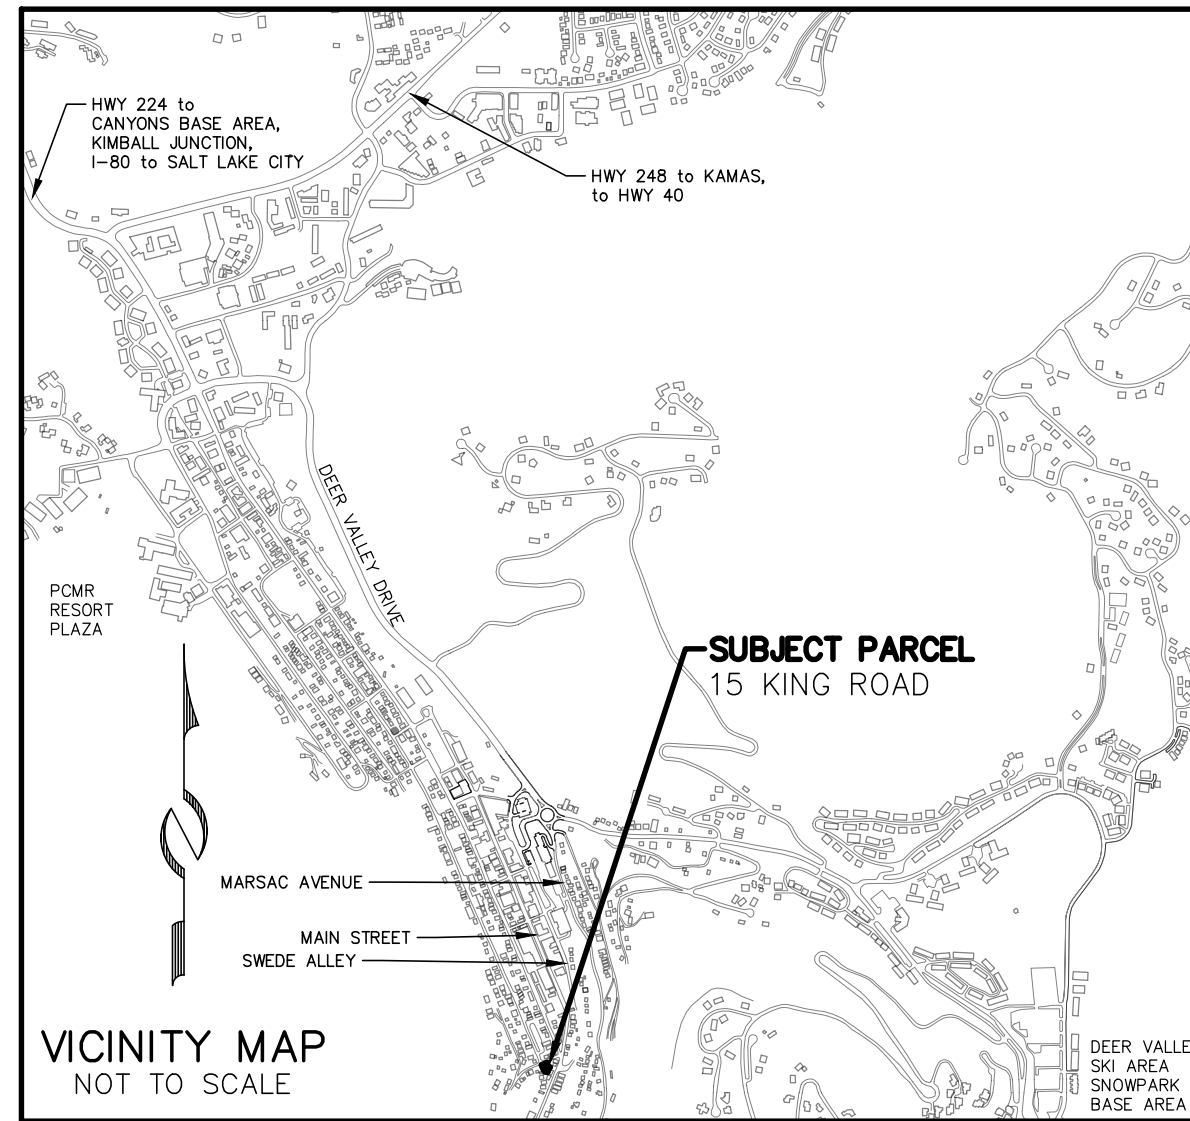 HWY 224 to
CANYONS BASE AREA,
KIMBALL JUNCTION,
I-80 to SALT LAKE CITY
HWY 248 to KAMAS,
to HWY 40
DEER VALLEY DRIVE
PCMR
RESORT
PLAZA
SUBJECT PARCEL
15 KING ROAD
MARSAC AVENUE
MAIN STREET
SWEDE ALLEY
VICINITY MAP
NOT TO SCALE
DEER VALLE
SKI AREA
SNOWPARK
BASE AREA